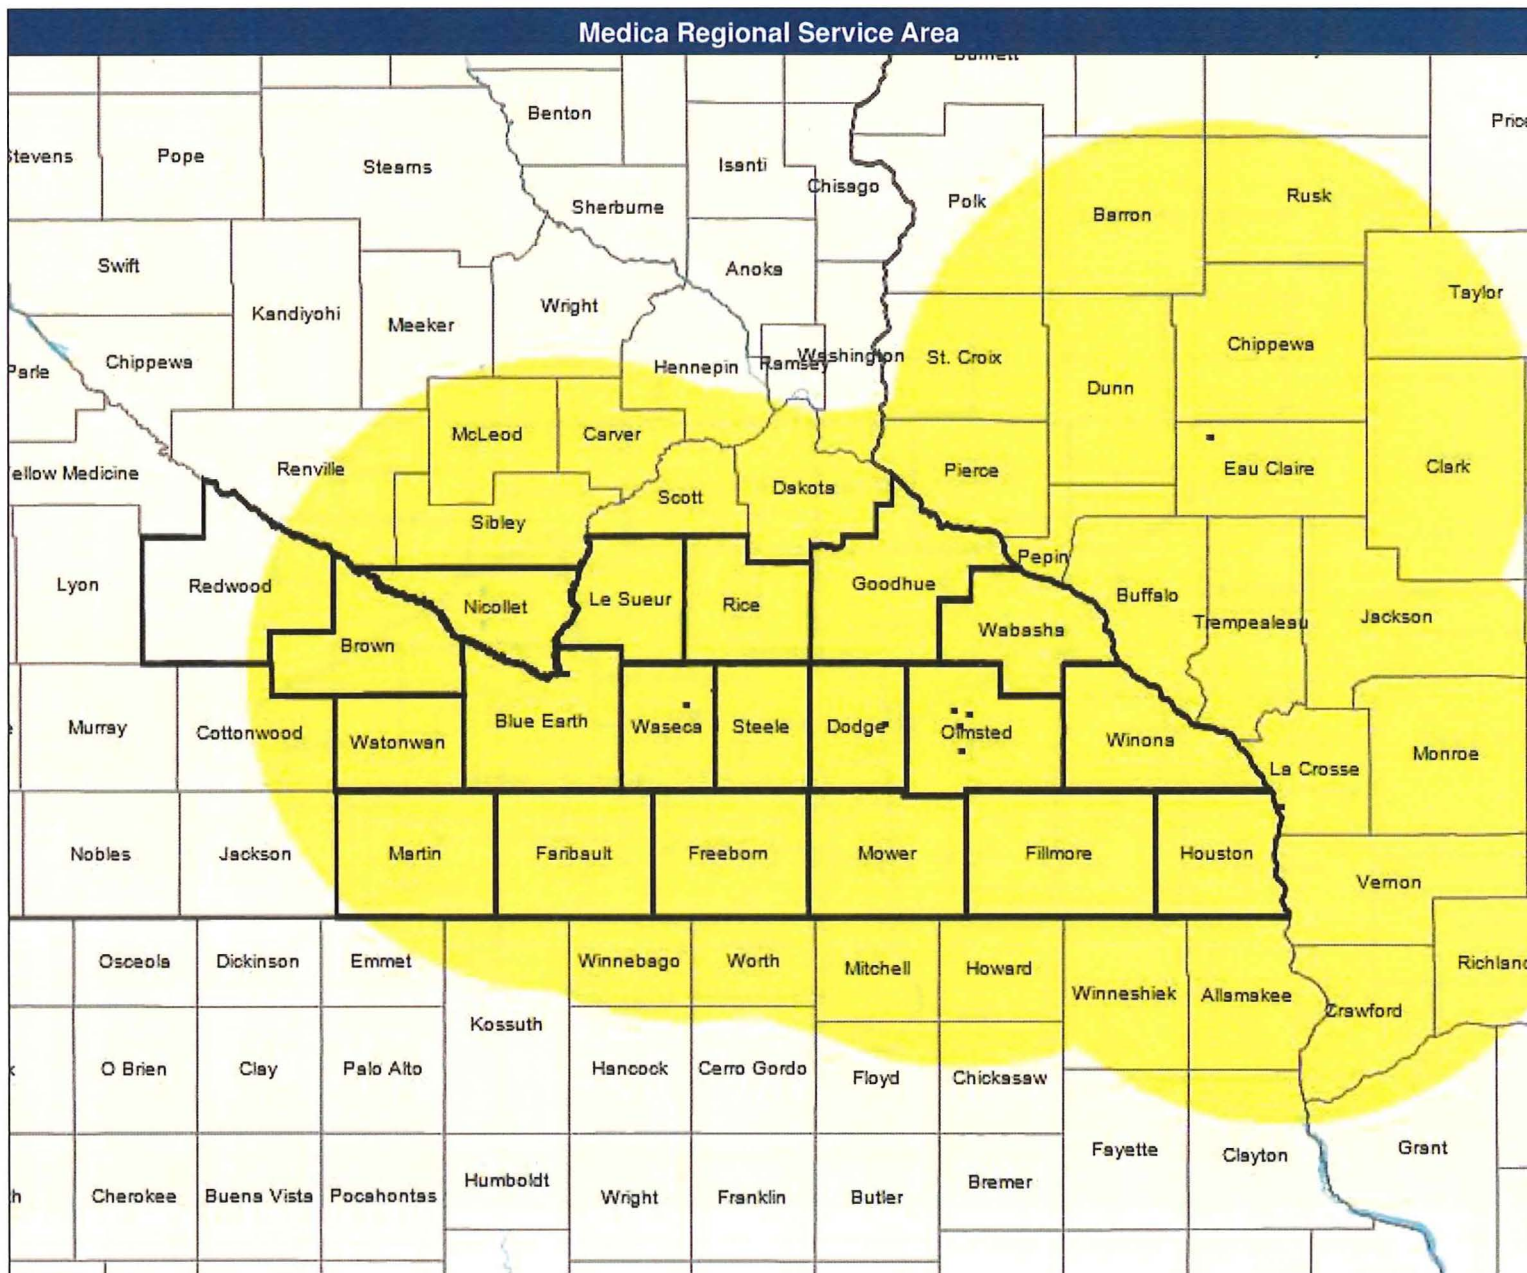 Medica Regional Service Area
Benton
Stevens
Pope
Stearns
Isanti
Chisago
Polk
Barron
Rusk
Sherburne
Swift
Anoka
Taylor
Kandiyohi
Wright
Meeker
Chippewa
Hennepin
Ramsey
Washington
St. Croix
Chippewa
Dunn
McLeod
Carver
Renville
Yellow Medicine
Pierce
Eau Claire
Clark
Scott
Dakota
Sibley
Pepin
Lyon
Redwood
Nicollet
Le Sueur
Rice
Goodhue
Buffalo
Trempealeau
Jackson
Wabasha
Brown
Murray
Cottonwood
Watonwan
Blue Earth
Waseca
Steele
Dodge
Olmsted
Winona
La Crosse
Monroe
Nobles
Jackson
Martin
Faribault
Freeborn
Mower
Fillmore
Houston
Vernon
Osceola
Dickinson
Emmet
Winnebago
Worth
Mitchell
Howard
Winneshiek
Allamakee
Crawford
Richland
Kossuth
O Brien
Clay
Palo Alto
Hancock
Cerro Gordo
Floyd
Chickasaw
Fayette
Clayton
Grant
Cherokee
Buena Vista
Pocahontas
Humboldt
Wright
Franklin
Butler
Bremer